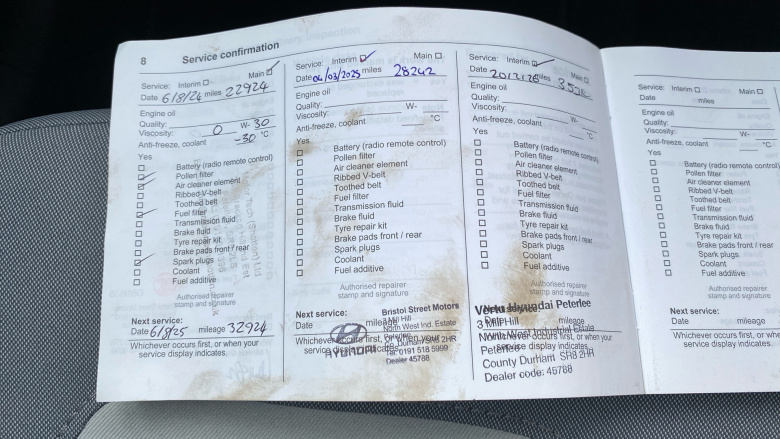 8 Service confirmation
Service: Interim Main
Date 6/8/24 miles 22924
Engine oil
Quality:
Viscosity: 0 W- 30
Anti-freeze, coolant -30 °C
Yes
Battery (radio remote control)
Pollen filter
Air cleaner element
Ribbed V-belt
Toothed belt
Fuel filter
Transmission fluid
Brake fluid
Tyre repair kit
Brake pads front / rear
Spark plugs
Coolant
Fuel additive
Authorised repairer
stamp and signature
Next service:
Date 6/8/25 mileage 32924
Whichever occurs first, or when your
service display indicates.
Service: Interim Main
Date 04/03/2025 miles 28242
Engine oil
Quality:
Viscosity: W-
Anti-freeze, coolant °C
Yes
Battery (radio remote control)
Pollen filter
Air cleaner element
Ribbed V-belt
Toothed belt
Fuel filter
Transmission fluid
Brake fluid
Tyre repair kit
Brake pads front / rear
Spark plugs
Coolant
Fuel additive
Authorised repairer
stamp and signature
Next service:
Date mileage
Whichever occurs first, or when your
service display indicates.
HYUNDAI
Bristol Street Motors
3 Mill Hill
North West Ind. Estate
Co. Durham SR8 2HR
Tel: 0191 518 5999
Dealer 45788
Service: Interim Main
Date miles
Engine oil
Quality:
Viscosity: W-
Anti-freeze, coolant °C
Yes
Battery (radio remote control)
Pollen filter
Air cleaner element
Ribbed V-belt
Toothed belt
Fuel filter
Transmission fluid
Brake fluid
Tyre repair kit
Brake pads front / rear
Spark plugs
Coolant
Fuel additive
Authorised repairer
stamp and signature
Next service:
Date mileage
Whichever occurs first, or when your
service display indicates.
Vertu Hyundai Peterlee
3 Mill Hill
North West Industrial Estate
Peterlee
County Durham SR8 2HR
Dealer code: 45788
Service: Interim Main
Date miles
Engine oil
Quality:
Viscosity: W-
Anti-freeze, coolant °C
Yes
Battery (radio remote control)
Pollen filter
Air cleaner element
Ribbed V-belt
Toothed belt
Fuel filter
Transmission fluid
Brake fluid
Tyre repair kit
Brake pads front / rear
Spark plugs
Coolant
Fuel additive
Authorised repairer
stamp and signature
Next service:
Date mileage
Whichever occurs first, or
service display indicates.